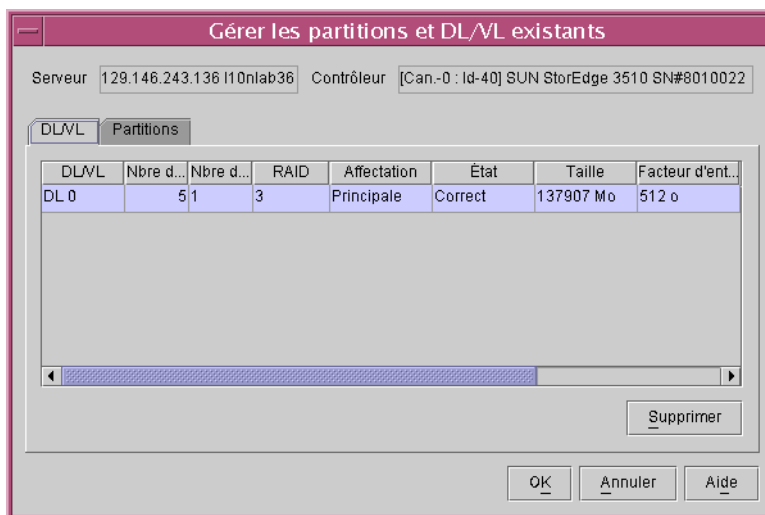 Gérer les partitions et DL/VL existants
Serveur 129.146.243.136 l10nlab36 Contrôleur [Can.-0 : Id-40] SUN StorEdge 3510 SN#8010022
DL/VL Partitions
DL/VL Nbre d... Nbre d... RAID Affectation État Taille Facteur d'ent...
DL 0 5 1 3 Principale Correct 137907 Mo 512 o
Supprimer
OK Annuler Aide